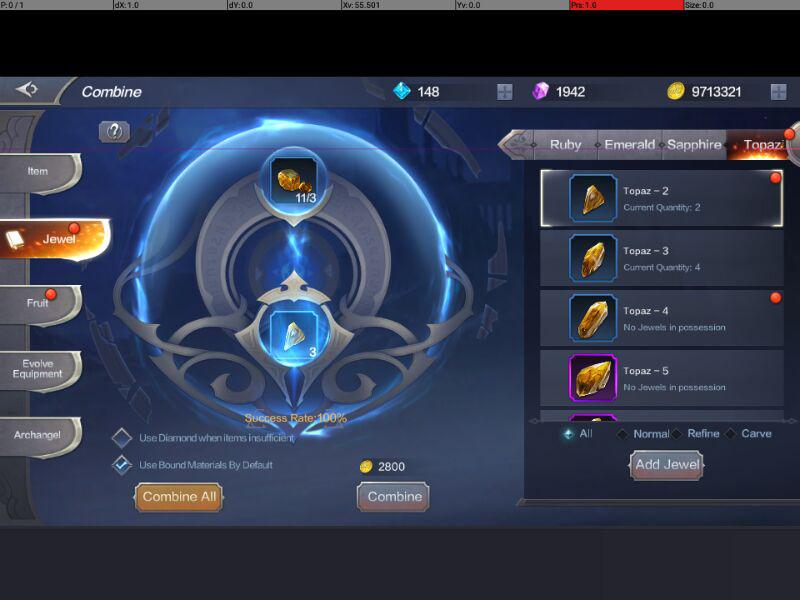 P: 0 / 1
dX: 1.0
dY: 0.0
Xv: 55.501
Yv: 0.0
Prs: 1.0
Size: 0.0
Combine
148
1942
9713321
Item
Jewel
Fruit
Evolve
Equipment
Archangel
11/3
3
Success Rate:100%
Use Diamond when items insufficient
Use Bound Materials By Default
2800
Combine All
Combine
Ruby
Emerald
Sapphire
Topaz
Topaz - 2
Current Quantity: 2
Topaz - 3
Current Quantity: 4
Topaz - 4
No Jewels in possession
Topaz - 5
No Jewels in possession
All
Normal
Refine
Carve
Add Jewel